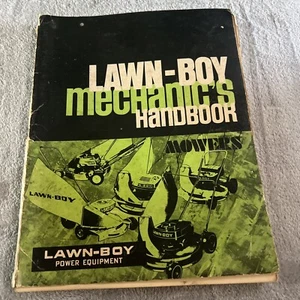 LAWN-BOY
mechanic's
HANDBOOK
MOWERS
LAWN-BOY
LAWN-BOY
POWER EQUIPMENT